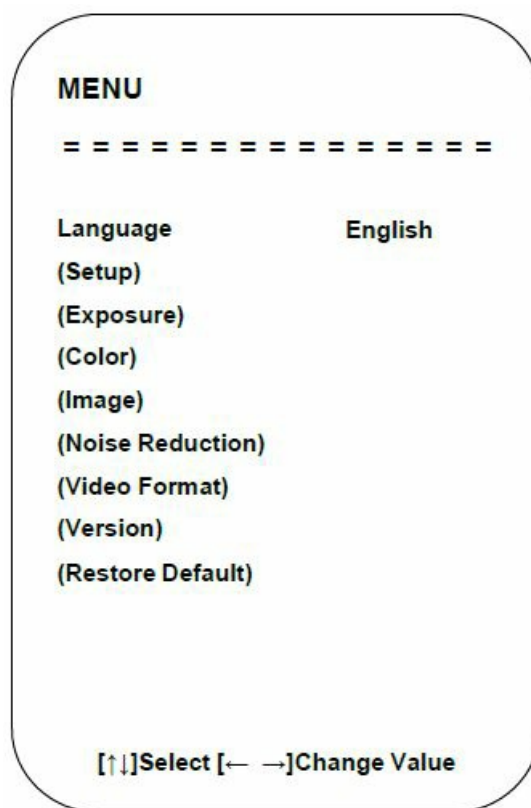 MENU
= = = = = = = = = = = = = = =
Language English
(Setup)
(Exposure)
(Color)
(Image)
(Noise Reduction)
(Video Format)
(Version)
(Restore Default)
[↑↓]Select [← →]Change Value